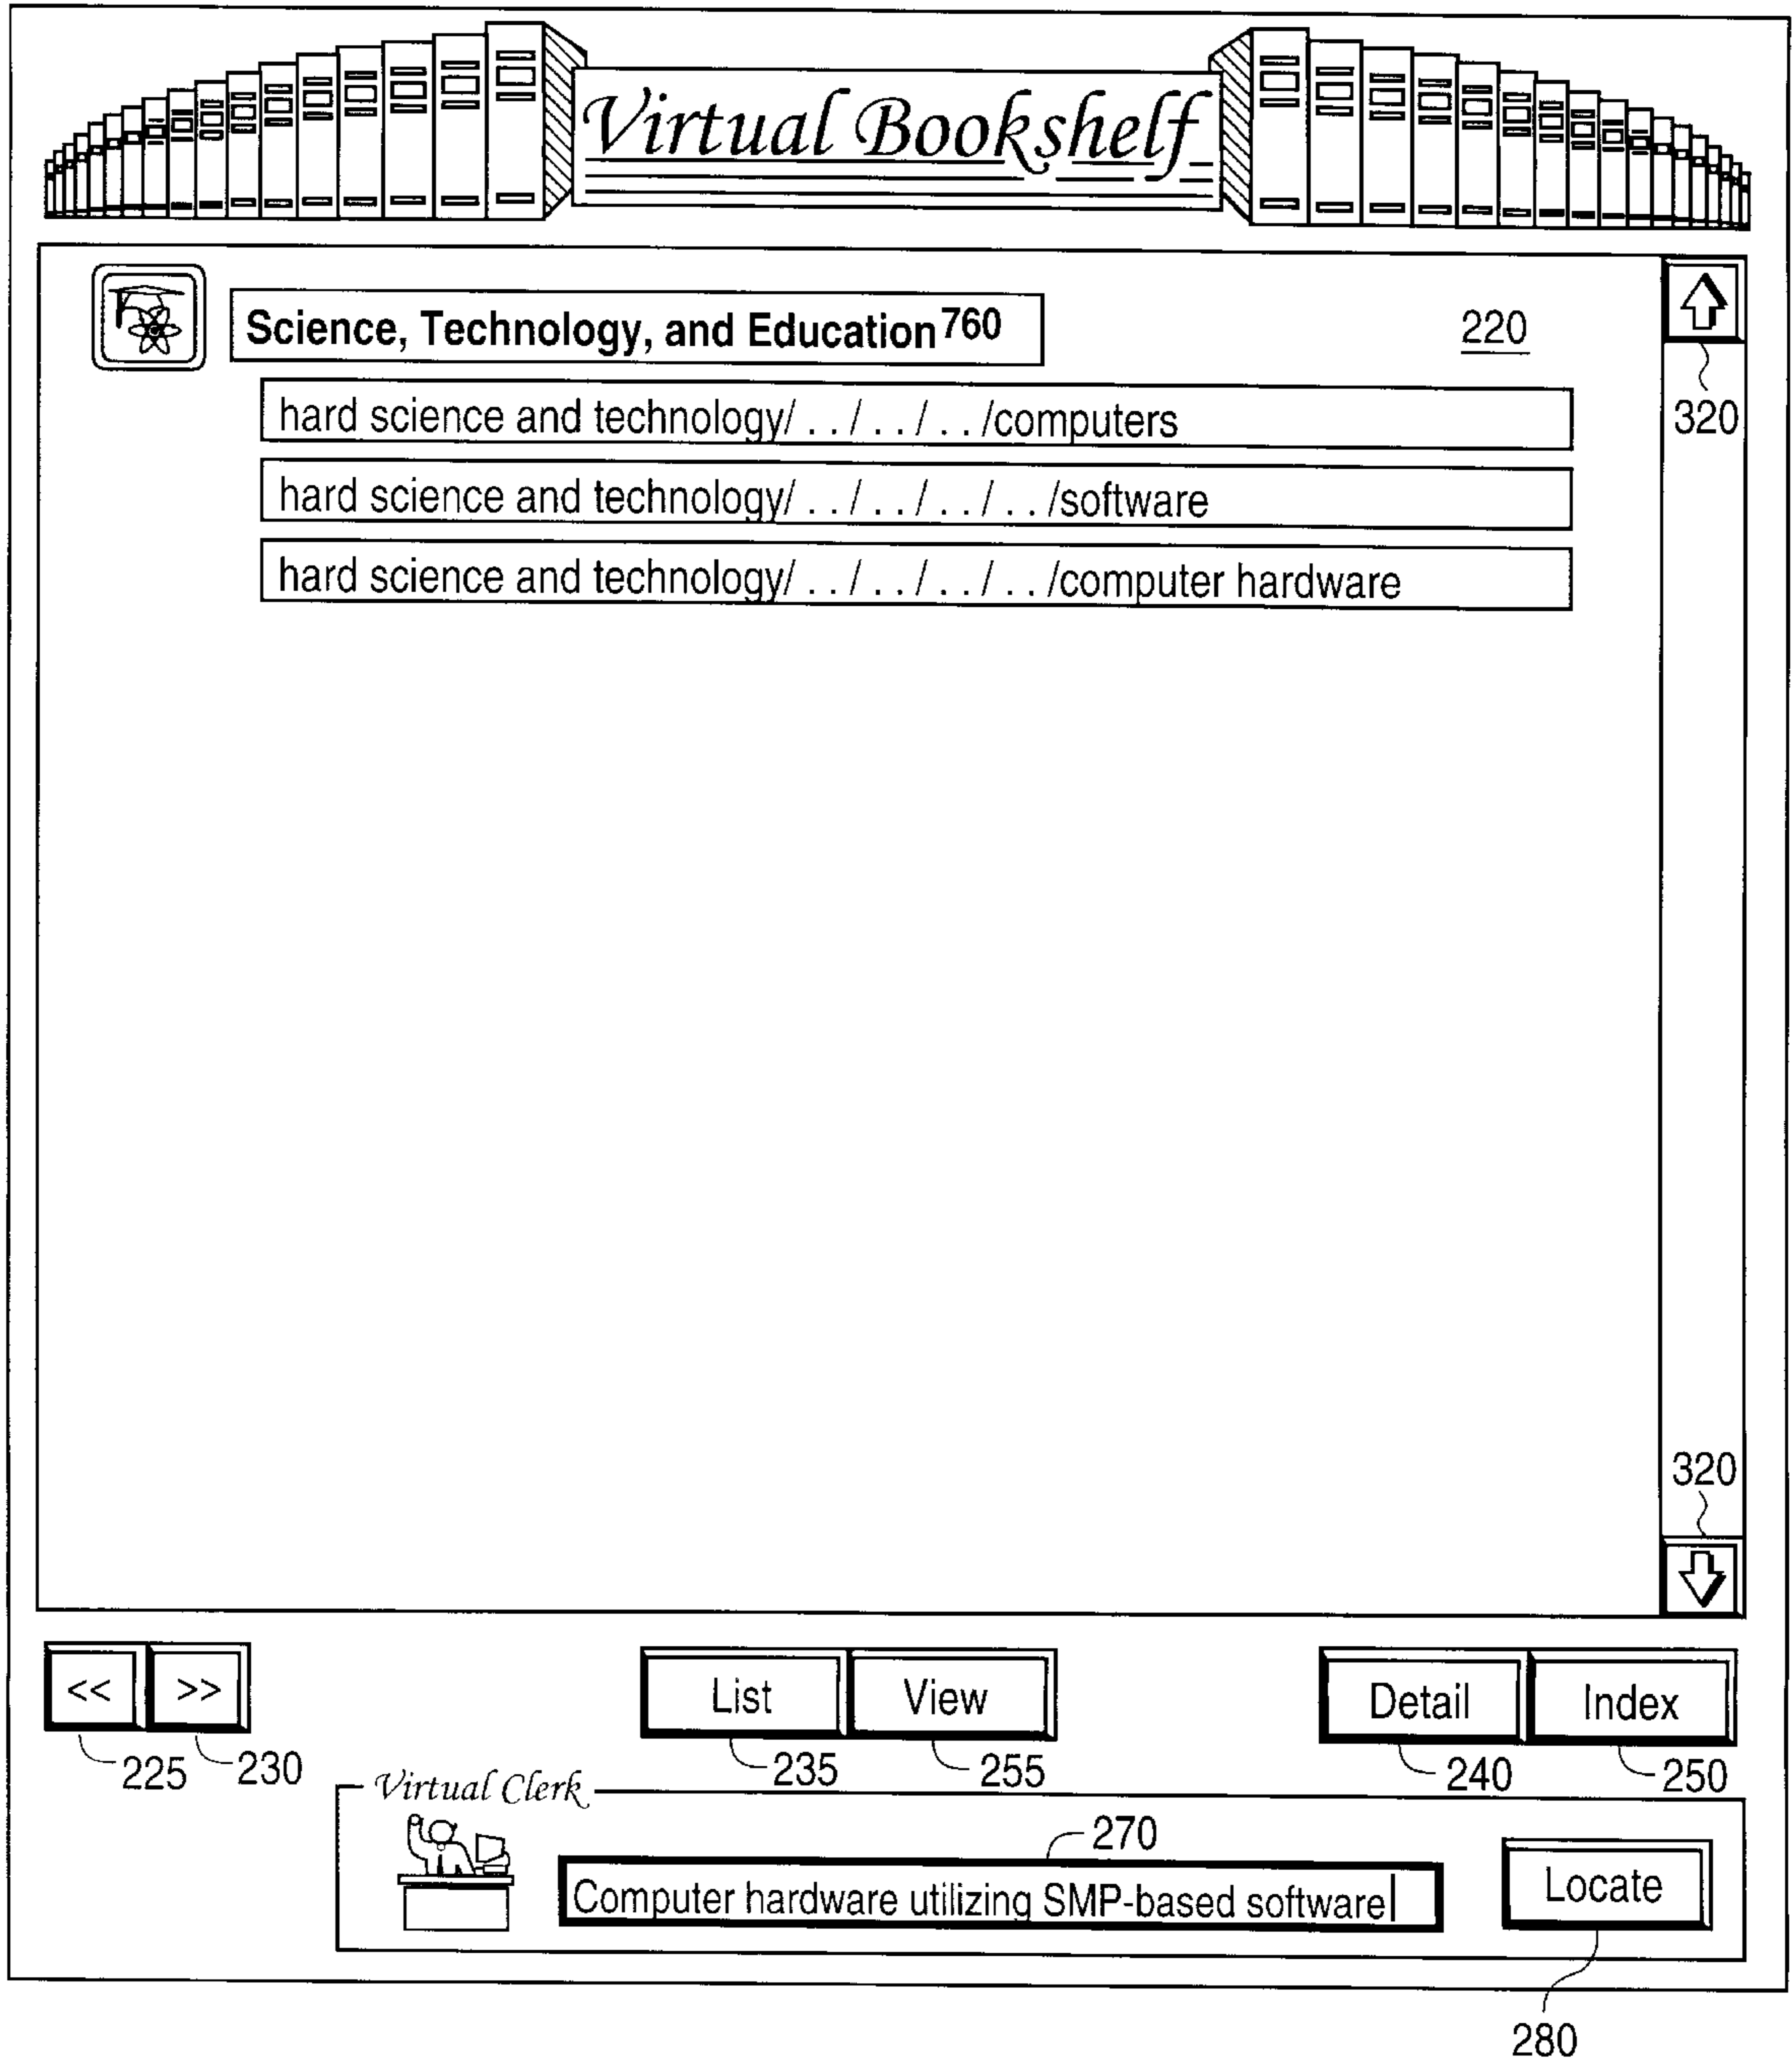 Virtual Bookshelf
Science, Technology, and Education 760
220
hard science and technology/ . . / . . / . . /computers
320
hard science and technology/ . . / . . / . . / . . /software
hard science and technology/ . . / . . / . . / . . /computer hardware
320
<< >> List View Detail Index
225 230 235 255 240 250
Virtual Clerk
270
Computer hardware utilizing SMP-based software
Locate
280